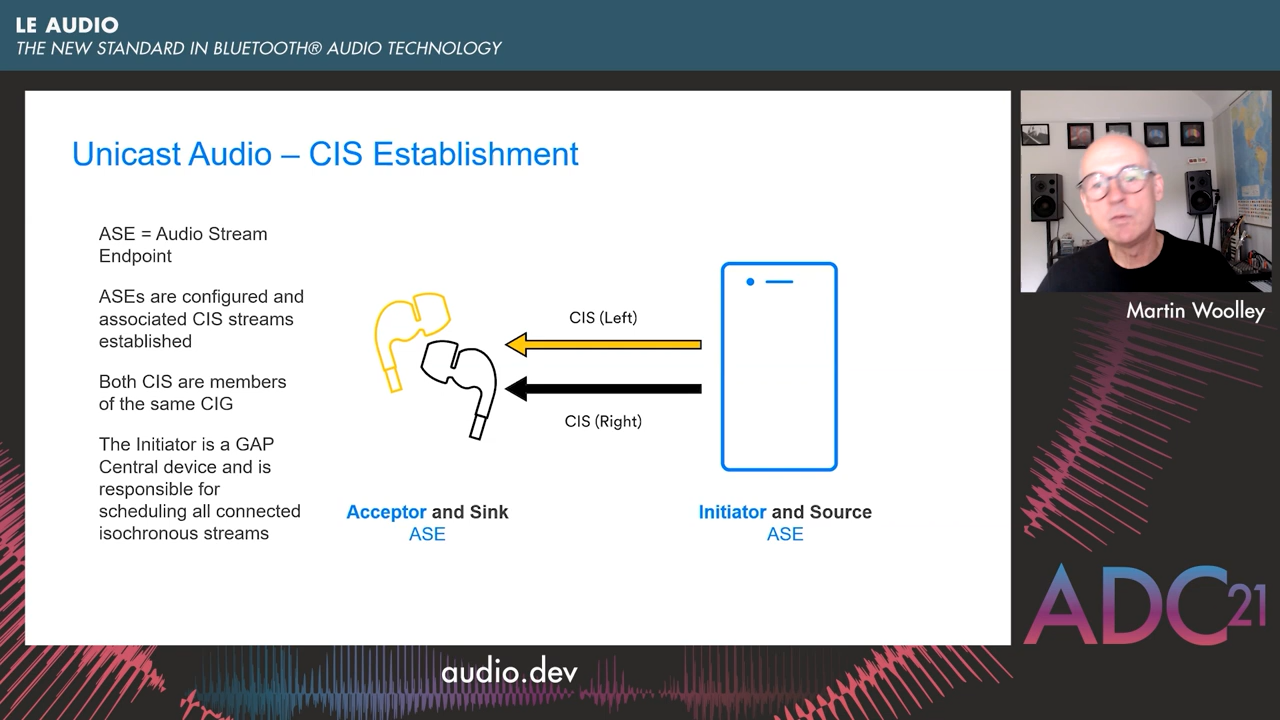 LE AUDIO
THE NEW STANDARD IN BLUETOOTH® AUDIO TECHNOLOGY
Unicast Audio – CIS Establishment
ASE = Audio Stream
Endpoint
ASEs are configured and
associated CIS streams
established
Both CIS are members
of the same CIG
The Initiator is a GAP
Central device and is
responsible for
scheduling all connected
isochronous streams
CIS (Left)
CIS (Right)
Acceptor and Sink
ASE
Initiator and Source
ASE
Martin Woolley
ADC21
audio.dev